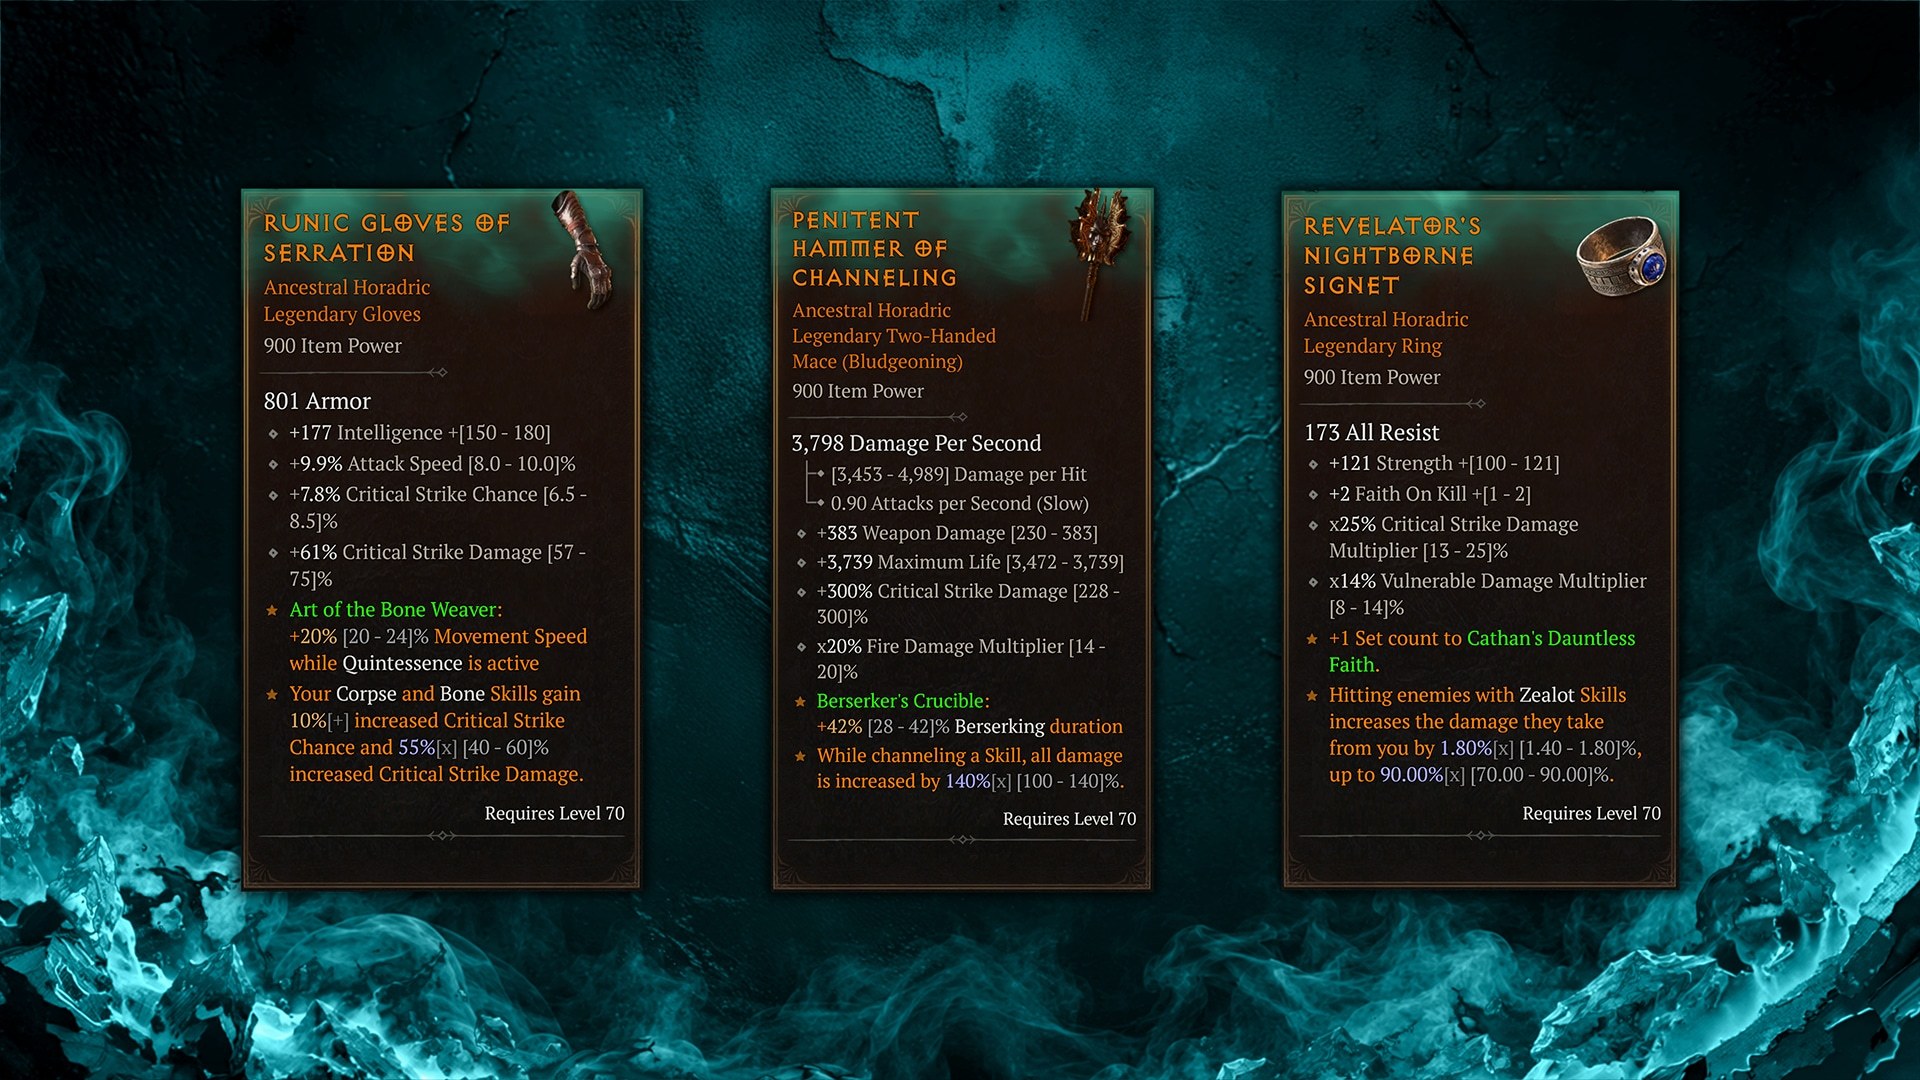 RUNIC GLOVES OF
SERRATION
Ancestral Horadric
Legendary Gloves
900 Item Power
801 Armor
+177 Intelligence +[150 - 180]
+9.9% Attack Speed [8.0 - 10.0]%
+7.8% Critical Strike Chance [6.5 -
8.5]%
+61% Critical Strike Damage [57 -
75]%
Art of the Bone Weaver:
+20% [20 - 24]% Movement Speed
while Quintessence is active
Your Corpse and Bone Skills gain
10%[+] increased Critical Strike
Chance and 55%[x] [40 - 60]%
increased Critical Strike Damage.
Requires Level 70
PENITENT
HAMMER OF
CHANNELING
Ancestral Horadric
Legendary Two-Handed
Mace (Bludgeoning)
900 Item Power
3,798 Damage Per Second
[3,453 - 4,989] Damage per Hit
0.90 Attacks per Second (Slow)
+383 Weapon Damage [230 - 383]
+3,739 Maximum Life [3,472 - 3,739]
+300% Critical Strike Damage [228 -
300]%
x20% Fire Damage Multiplier [14 -
20]%
Berserker's Crucible:
+42% [28 - 42]% Berserking duration
While channeling a Skill, all damage
is increased by 140%[x] [100 - 140]%.
Requires Level 70
REVELATOR'S
NIGHTBORNE
SIGNET
Ancestral Horadric
Legendary Ring
900 Item Power
173 All Resist
+121 Strength +[100 - 121]
+2 Faith On Kill +[1 - 2]
x25% Critical Strike Damage
Multiplier [13 - 25]%
x14% Vulnerable Damage Multiplier
[8 - 14]%
+1 Set count to Cathan's Dauntless
Faith.
Hitting enemies with Zealot Skills
increases the damage they take
from you by 1.80%[x] [1.40 - 1.80]%,
up to 90.00%[x] [70.00 - 90.00]%.
Requires Level 70